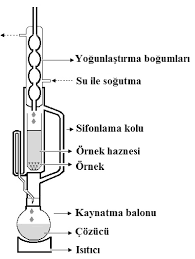 Yoğunlaştırma boğumları
Su ile soğutma
Sifonlama kolu
Örnek haznesi
Örnek
Kaynatma balonu
Çözücü
Isıtıcı